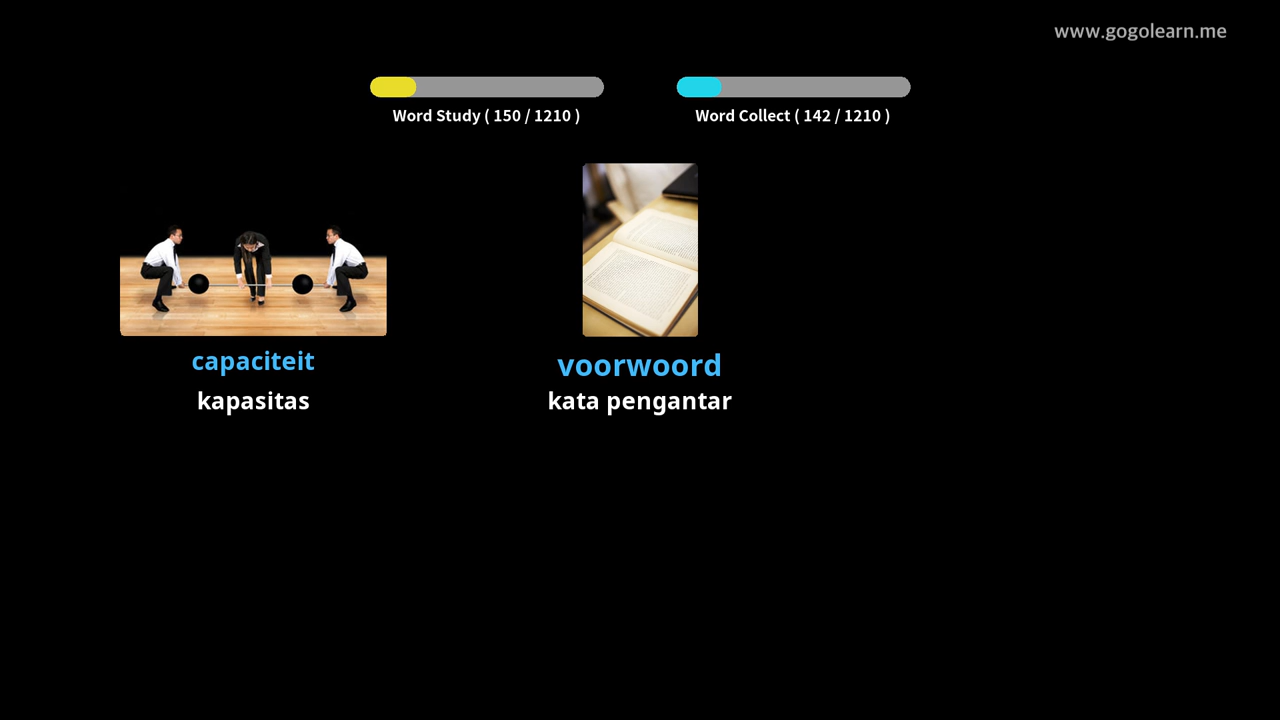 www.gogolearn.me
Word Study ( 150 / 1210 )
Word Collect ( 142 / 1210 )
capaciteit
kapasitas
voorwoord
kata pengantar